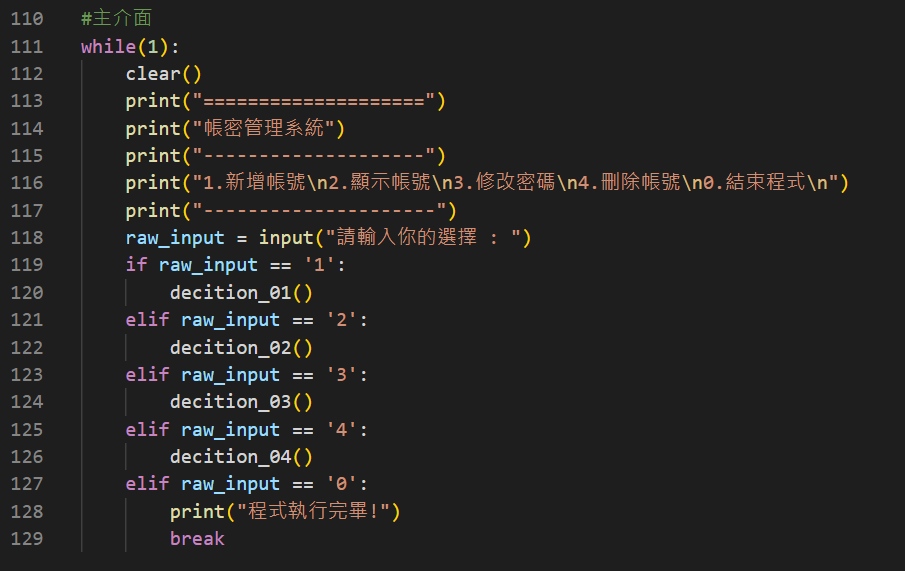 110 #主介面
111 while(1):
112     clear()
113     print("====================")
114     print("帳密管理系統")
115     print("--------------------")
116     print("1.新增帳號\n2.顯示帳號\n3.修改密碼\n4.刪除帳號\n0.結束程式\n")
117     print("---------------------")
118     raw_input = input("請輸入你的選擇 : ")
119     if raw_input == '1':
120         decition_01()
121     elif raw_input == '2':
122         decition_02()
123     elif raw_input == '3':
124         decition_03()
125     elif raw_input == '4':
126         decition_04()
127     elif raw_input == '0':
128         print("程式執行完畢!")
129         break